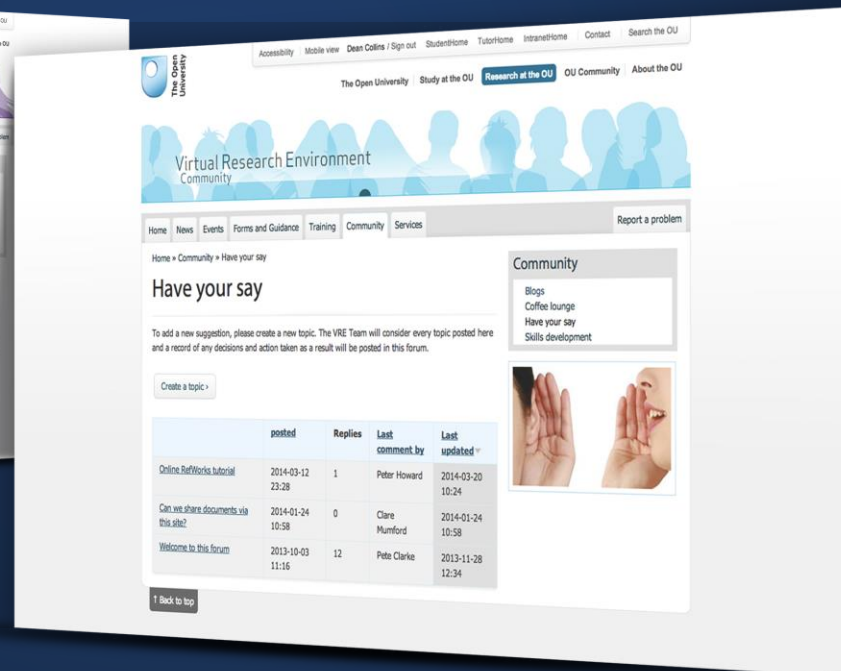 OU
The Open
University
Accessibility Mobile view Dean Collins / Sign out StudentHome TutorHome IntranetHome Contact Search the OU
The Open University Study at the OU Research at the OU OU Community About the OU
Virtual Research Environment
Community
Home News Events Forms and Guidance Training Community Services Report a problem
Home » Community » Have your say
Have your say
To add a new suggestion, please create a new topic. The VRE Team will consider every topic posted here
and a record of any decisions and action taken as a result will be posted in this forum.
Create a topic ›
posted Replies Last
comment by Last
updated
Online RefWorks tutorial 2014-03-12
23:28 1 Peter Howard 2014-03-20
10:24
Can we share documents via
this site? 2014-01-24
10:58 0 Clare
Mumford 2014-01-24
10:58
Welcome to this forum 2013-10-03
11:16 12 Pete Clarke 2013-11-28
12:34
↑ Back to top
Community
Blogs
Coffee lounge
Have your say
Skills development